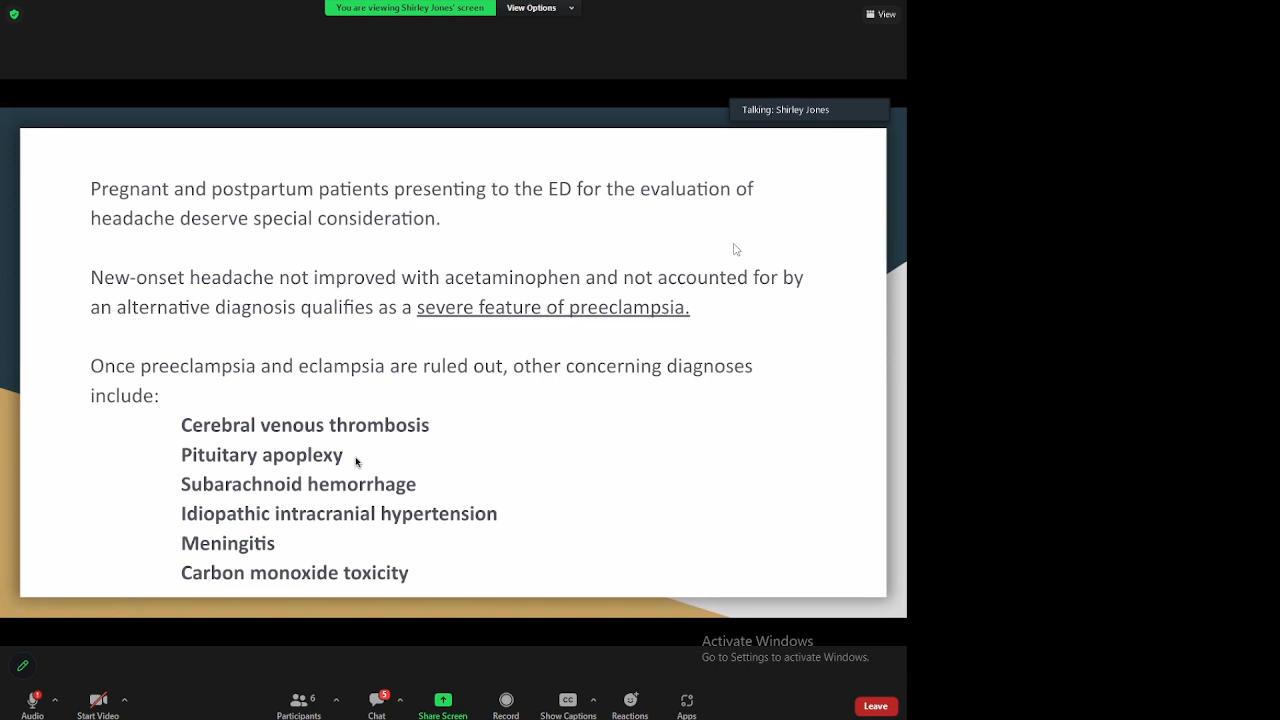 You are viewing Shirley Jones' screen
View Options
View
Talking: Shirley Jones
Pregnant and postpartum patients presenting to the ED for the evaluation of
headache deserve special consideration.
New-onset headache not improved with acetaminophen and not accounted for by
an alternative diagnosis qualifies as a severe feature of preeclampsia.
Once preeclampsia and eclampsia are ruled out, other concerning diagnoses
include:
Cerebral venous thrombosis
Pituitary apoplexy
Subarachnoid hemorrhage
Idiopathic intracranial hypertension
Meningitis
Carbon monoxide toxicity
Activate Windows
Go to Settings to activate Windows.
6
5
CC
Audio
Start Video
Participants
Chat
Share Screen
Record
Show Captions
Reactions
Apps
Leave